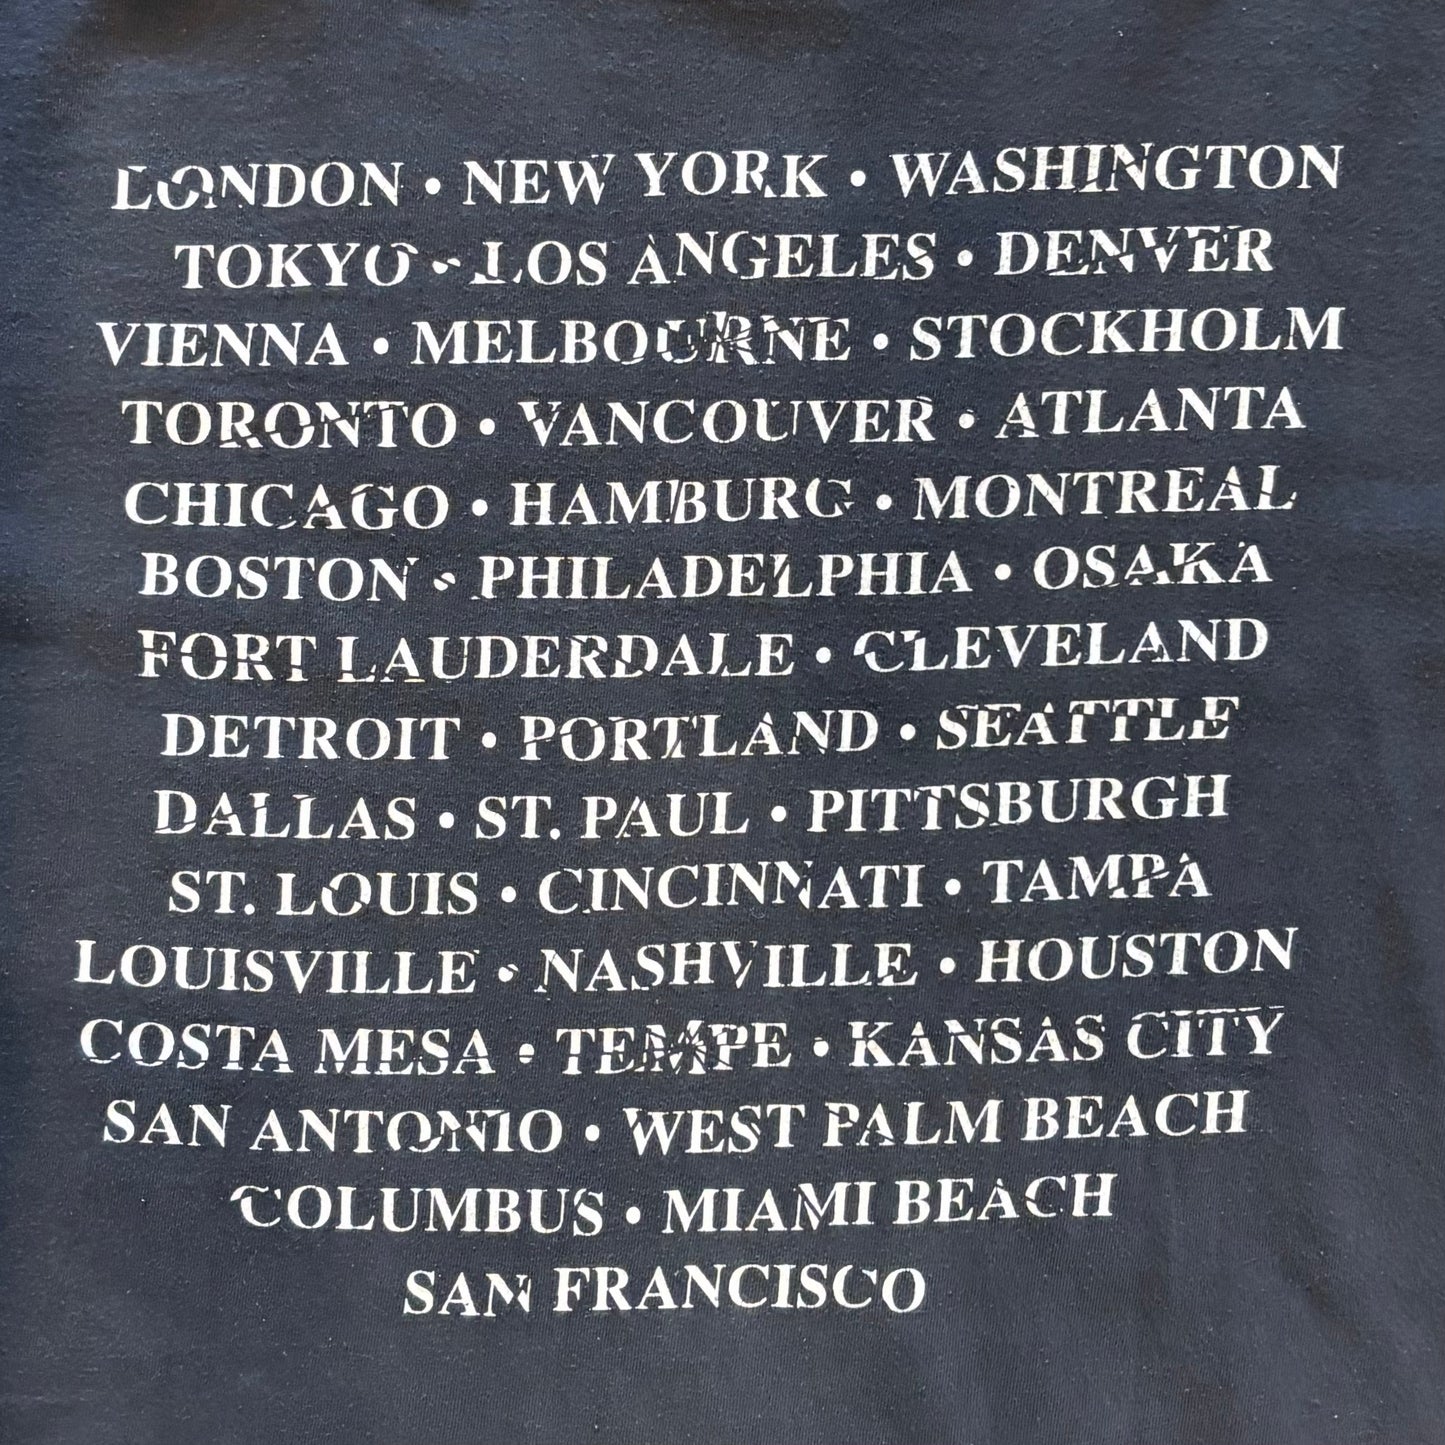 LONDON • NEW YORK • WASHINGTON
TOKYO • LOS ANGELES • DENVER
VIENNA • MELBOURNE • STOCKHOLM
TORONTO • VANCOUVER • ATLANTA
CHICAGO • HAMBURG • MONTREAL
BOSTON • PHILADELPHIA • OSAKA
FORT LAUDERDALE • CLEVELAND
DETROIT • PORTLAND • SEATTLE
DALLAS • ST. PAUL • PITTSBURGH
ST. LOUIS • CINCINNATI • TAMPA
LOUISVILLE • NASHVILLE • HOUSTON
COSTA MESA • TEMPE • KANSAS CITY
SAN ANTONIO • WEST PALM BEACH
COLUMBUS • MIAMI BEACH
SAN FRANCISCO